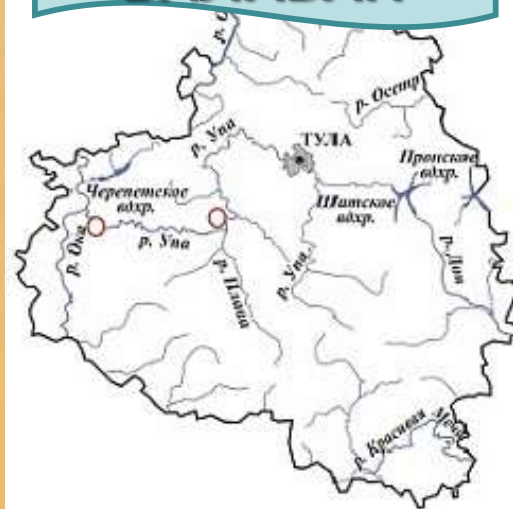 р. О
р. Осетр
р. Упа
ТУЛА
Пронское
вдхр.
Черепетское
вдхр.
Шатское
вдхр.
р. Ока
р. Упа
р. Упа
р. Дон
р. Плава
р. Красивая Меча